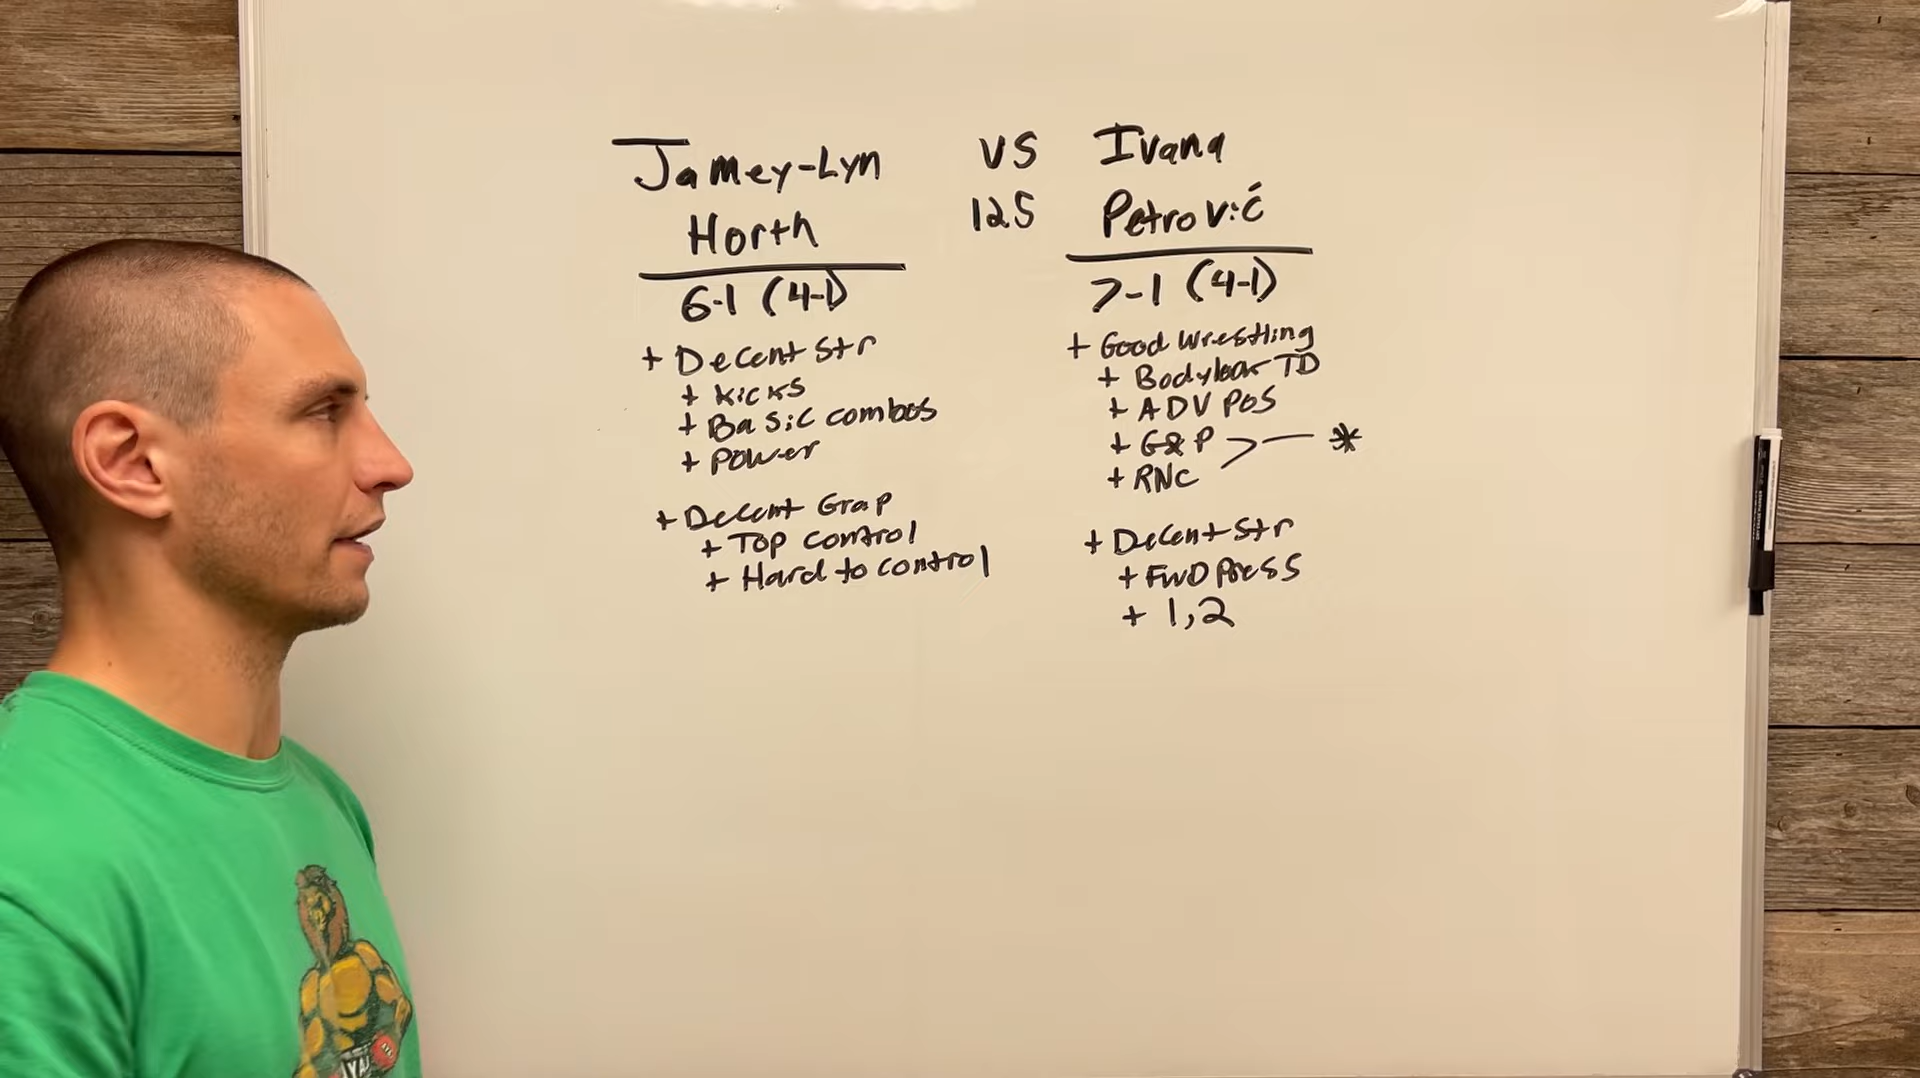 Jamey-Lyn
Horth
6-1 (4-1)
+ Decent Str
+ Kicks
+ Basic combos
+ Power
+ Decent Grap
+ Top control
+ Hard to control
VS
125
Ivana
Petrović
7-1 (4-1)
+ Good Wrestling
+ Bodylock TD
+ ADV POS
+ G&P
+ RNC
*
+ Decent Str
+ FWD Press
+ 1,2